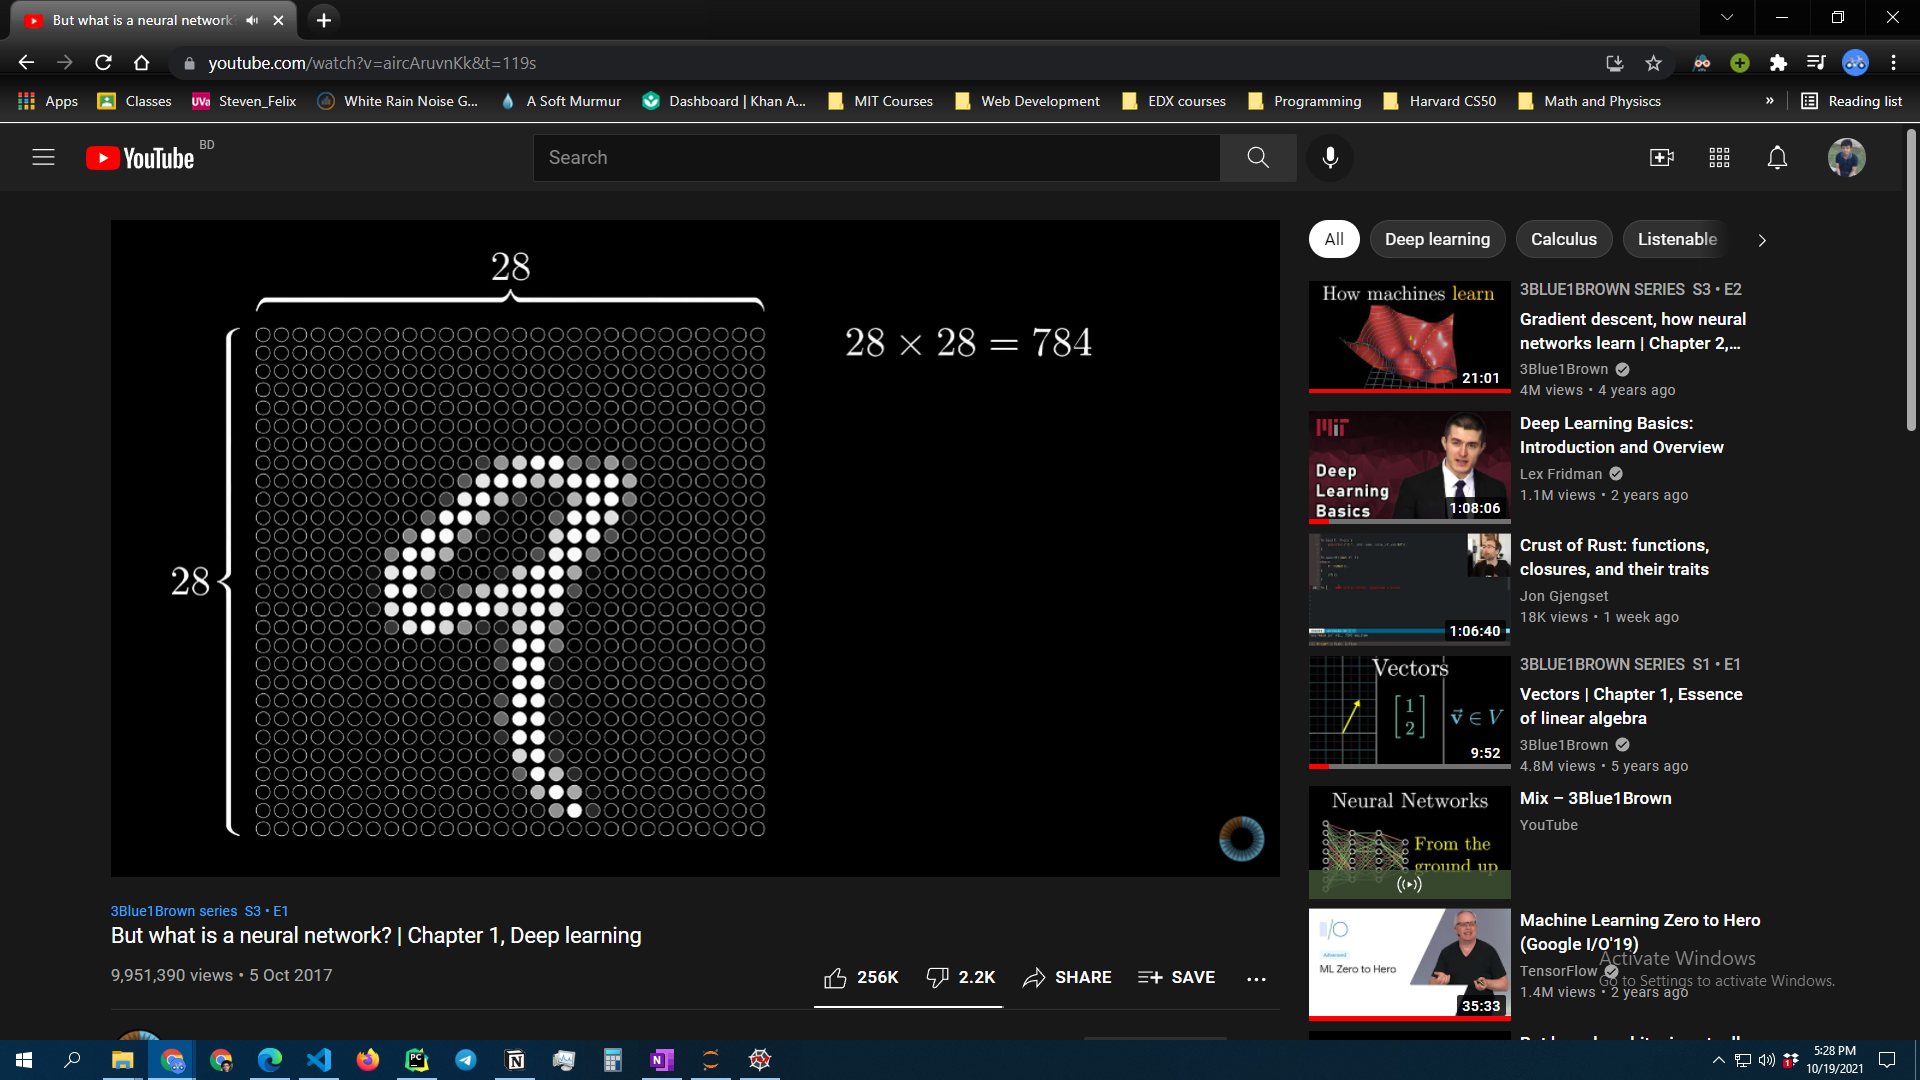 But what is a neural network
youtube.com/watch?v=aircAruvnKk&t=119s
Apps
Classes
UVa
Steven_Felix
White Rain Noise G...
A Soft Murmur
Dashboard | Khan A...
MIT Courses
Web Development
EDX courses
Programming
Harvard CS50
Math and Physiscs
»
Reading list
YouTube
BD
Search
28
28
28 × 28 = 784
All
Deep learning
Calculus
Listenable
How machines learn
21:01
3BLUE1BROWN SERIES S3 • E2
Gradient descent, how neural
networks learn | Chapter 2,...
3Blue1Brown
4M views • 4 years ago
MiT
Deep
Learning
Basics
1:08:06
Deep Learning Basics:
Introduction and Overview
Lex Fridman
1.1M views • 2 years ago
1:06:40
Crust of Rust: functions,
closures, and their traits
Jon Gjengset
18K views • 1 week ago
Vectors
[1 2]
v⃗ ∈ V
9:52
3BLUE1BROWN SERIES S1 • E1
Vectors | Chapter 1, Essence
of linear algebra
3Blue1Brown
4.8M views • 5 years ago
Neural Networks
From the
ground up
Mix – 3Blue1Brown
YouTube
I/O
Advanced
ML Zero to Hero
35:33
Machine Learning Zero to Hero
(Google I/O'19)
TensorFlow
1.4M views • 2 years ago
Activate Windows
Go to Settings to activate Windows.
3Blue1Brown series S3 • E1
But what is a neural network? | Chapter 1, Deep learning
9,951,390 views • 5 Oct 2017
256K
2.2K
SHARE
SAVE
PC
N
N
1
5:28 PM
10/19/2021